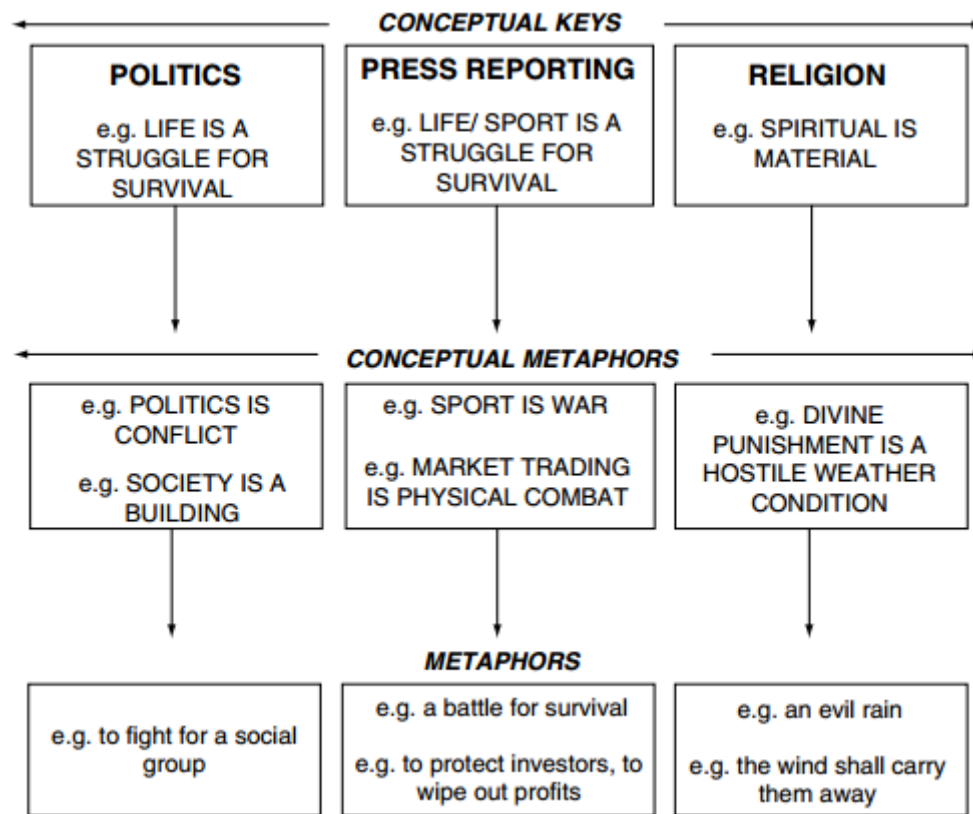 CONCEPTUAL KEYS
POLITICS
e.g. LIFE IS A
STRUGGLE FOR
SURVIVAL
PRESS REPORTING
e.g. LIFE/ SPORT IS A
STRUGGLE FOR
SURVIVAL
RELIGION
e.g. SPIRITUAL IS
MATERIAL
CONCEPTUAL METAPHORS
e.g. POLITICS IS
CONFLICT
e.g. SOCIETY IS A
BUILDING
e.g. SPORT IS WAR
e.g. MARKET TRADING
IS PHYSICAL COMBAT
e.g. DIVINE
PUNISHMENT IS A
HOSTILE WEATHER
CONDITION
METAPHORS
e.g. to fight for a social
group
e.g. a battle for survival
e.g. to protect investors, to
wipe out profits
e.g. an evil rain
e.g. the wind shall carry
them away